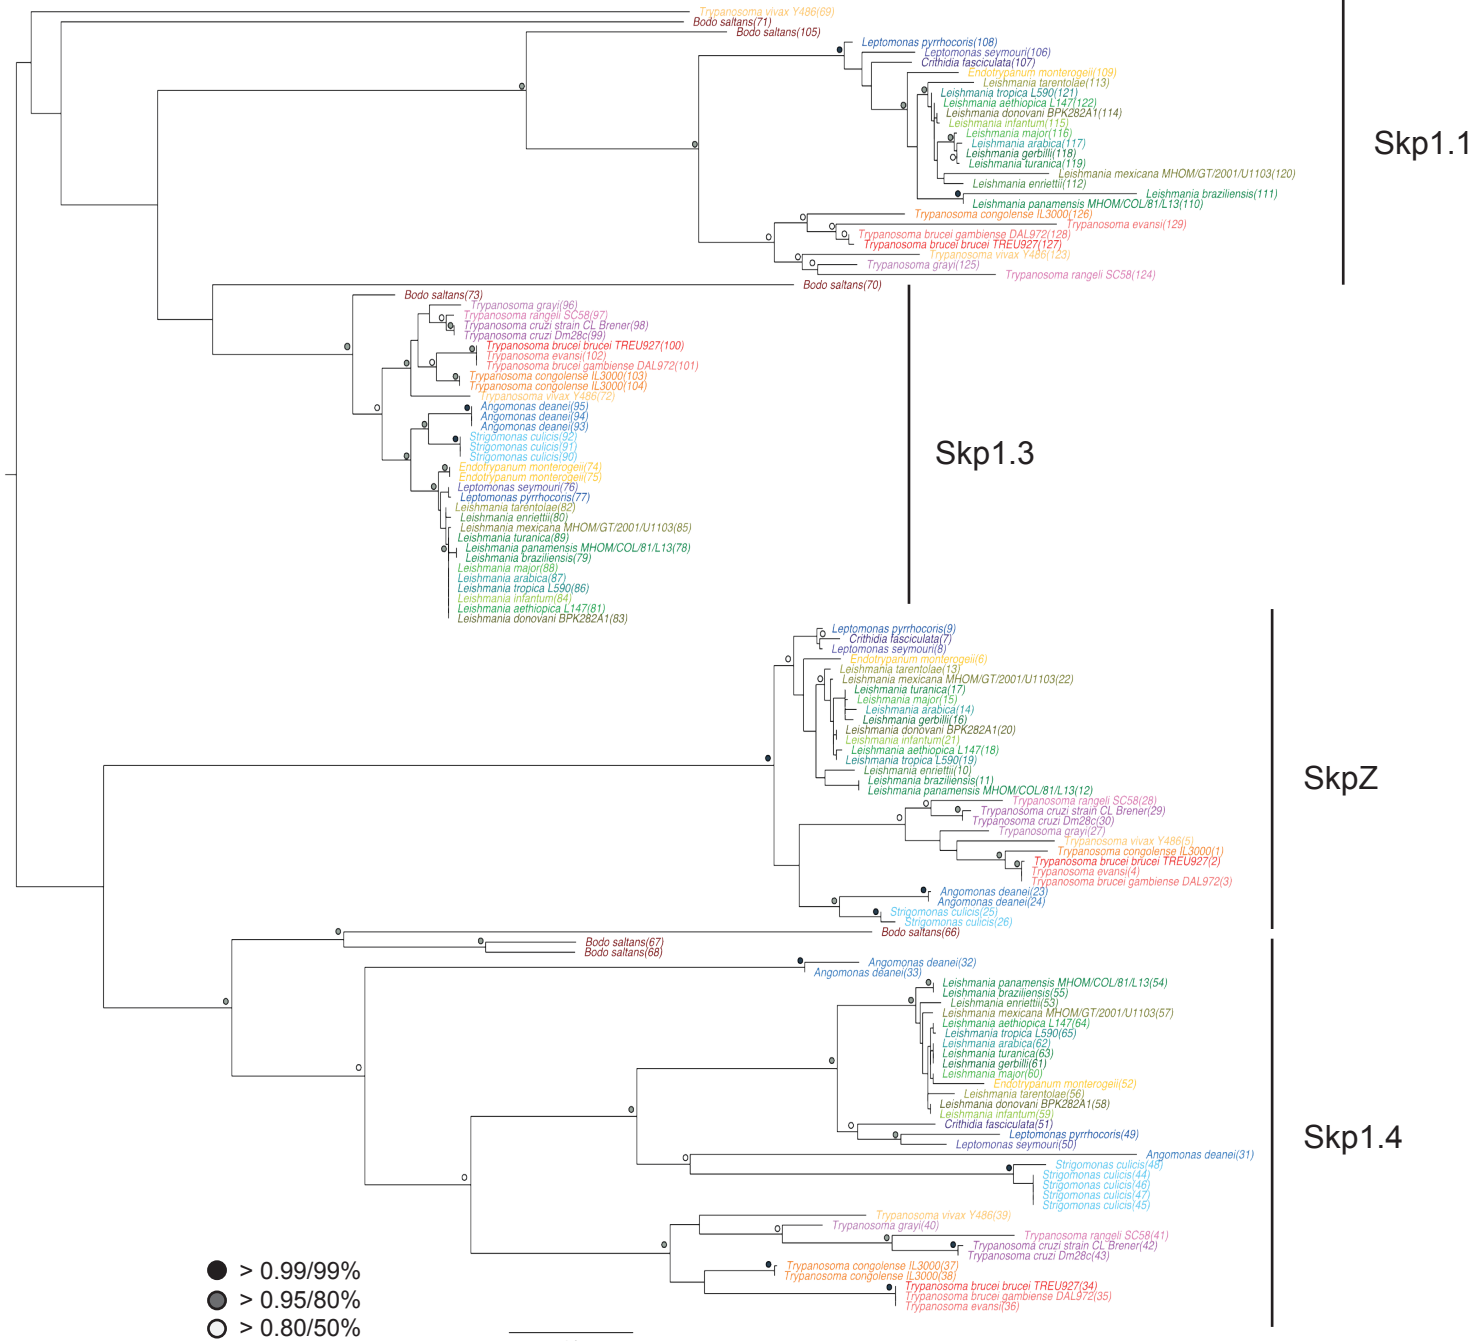 Trypanosoma vivax Y486(69)
Bodo saltans(71)
Bodo saltans(105)
Leptomonas pyrrhocoris(108)
Leptomonas seymouri(106)
Crithidia fasciculata(107)
Endotrypanum monterogeii(109)
Leishmania tarentolae(113)
Leishmania tropica L590(121)
Leishmania aethiopica L147(122)
Leishmania donovani BPK282A1(114)
Leishmania infantum(115)
Leishmania major(116)
Leishmania arabica(117)
Leishmania gerbilli(118)
Leishmania turanica(119)
Leishmania mexicana MHOM/GT/2001/U1103(120)
Leishmania enriettii(112)
Leishmania braziliensis(111)
Leishmania panamensis MHOM/COL/81/L13(110)
Trypanosoma congolense IL3000(126)
Trypanosoma evansi(129)
Trypanosoma brucei gambiense DAL972(128)
Trypanosoma brucei brucei TREU927(127)
Trypanosoma vivax Y486(123)
Trypanosoma grayi(125)
Trypanosoma rangeli SC58(124)
Skp1.1
Bodo saltans(70)
Bodo saltans(73)
Trypanosoma grayi(96)
Trypanosoma rangeli SC58(97)
Trypanosoma cruzi strain CL Brener(98)
Trypanosoma cruzi Dm28c(99)
Trypanosoma brucei brucei TREU927(100)
Trypanosoma evansi(102)
Trypanosoma brucei gambiense DAL972(101)
Trypanosoma congolense IL3000(103)
Trypanosoma congolense IL3000(104)
Trypanosoma vivax Y486(72)
Angomonas deanei(95)
Angomonas deanei(94)
Angomonas deanei(93)
Strigomonas culicis(92)
Strigomonas culicis(91)
Strigomonas culicis(90)
Endotrypanum monterogeii(74)
Endotrypanum monterogeii(75)
Leptomonas seymouri(76)
Leptomonas pyrrhocoris(77)
Leishmania tarentolae(82)
Leishmania enriettii(80)
Leishmania mexicana MHOM/GT/2001/U1103(85)
Leishmania turanica(89)
Leishmania panamensis MHOM/COL/81/L13(78)
Leishmania braziliensis(79)
Leishmania major(88)
Leishmania arabica(87)
Leishmania tropica L590(86)
Leishmania infantum(84)
Leishmania aethiopica L147(81)
Leishmania donovani BPK282A1(83)
Skp1.3
Leptomonas pyrrhocoris(9)
Crithidia fasciculata(7)
Leptomonas seymouri(8)
Endotrypanum monterogeii(6)
Leishmania tarentolae(13)
Leishmania mexicana MHOM/GT/2001/U1103(22)
Leishmania turanica(17)
Leishmania major(15)
Leishmania arabica(14)
Leishmania gerbilli(16)
Leishmania donovani BPK282A1(20)
Leishmania infantum(21)
Leishmania aethiopica L147(18)
Leishmania tropica L590(19)
Leishmania enriettii(10)
Leishmania braziliensis(11)
Leishmania panamensis MHOM/COL/81/L13(12)
Trypanosoma rangeli SC58(28)
Trypanosoma cruzi strain CL Brener(29)
Trypanosoma cruzi Dm28c(30)
Trypanosoma grayi(27)
Trypanosoma vivax Y486(5)
Trypanosoma congolense IL3000(1)
Trypanosoma brucei brucei TREU927(2)
Trypanosoma evansi(4)
Trypanosoma brucei gambiense DAL972(3)
Angomonas deanei(23)
Angomonas deanei(24)
Strigomonas culicis(25)
Strigomonas culicis(26)
SkpZ
Bodo saltans(66)
Bodo saltans(67)
Bodo saltans(68)
Angomonas deanei(32)
Angomonas deanei(33)
Leishmania panamensis MHOM/COL/81/L13(54)
Leishmania braziliensis(55)
Leishmania enriettii(53)
Leishmania mexicana MHOM/GT/2001/U1103(57)
Leishmania aethiopica L147(64)
Leishmania tropica L590(65)
Leishmania arabica(62)
Leishmania turanica(63)
Leishmania gerbilli(61)
Leishmania major(60)
Endotrypanum monterogeii(52)
Leishmania tarentolae(56)
Leishmania donovani BPK282A1(58)
Leishmania infantum(59)
Crithidia fasciculata(51)
Leptomonas pyrrhocoris(49)
Leptomonas seymouri(50)
Angomonas deanei(31)
Strigomonas culicis(48)
Strigomonas culicis(44)
Strigomonas culicis(46)
Strigomonas culicis(47)
Strigomonas culicis(45)
Trypanosoma vivax Y486(39)
Trypanosoma grayi(40)
Trypanosoma rangeli SC58(41)
Trypanosoma cruzi strain CL Brener(42)
Trypanosoma cruzi Dm28c(43)
Trypanosoma congolense IL3000(37)
Trypanosoma congolense IL3000(38)
Trypanosoma brucei brucei TREU927(34)
Trypanosoma brucei gambiense DAL972(35)
Trypanosoma evansi(36)
Skp1.4
> 0.99/99%
> 0.95/80%
> 0.80/50%